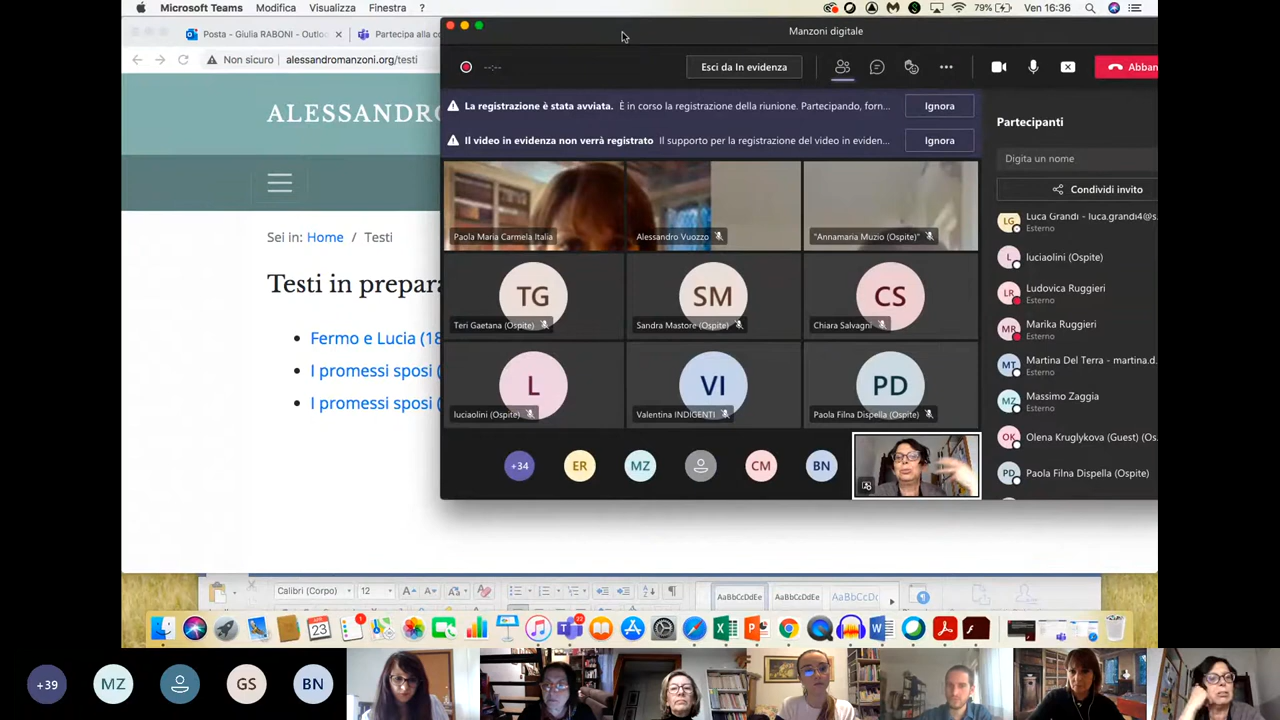 Microsoft Teams Modifica Visualizza Finestra ?
79% Ven 16:36
Posta - Giulia RABONI - Outlo
Partecipa alla co
Non sicuro alessandromanzoni.org/testi
ALESSANDRO
Sei in: Home / Testi
Testi in prepara
Fermo e Lucia (18
I promessi sposi (
I promessi sposi (
Manzoni digitale
--:--
Esci da In evidenza
Abban
La registrazione è stata avviata. È in corso la registrazione della riunione. Partecipando, forn...
Ignora
Il video in evidenza non verrà registrato Il supporto per la registrazione del video in eviden...
Ignora
Paola Maria Carmela Italia
Alessandro Vuozzo
"Annamaria Muzio (Ospite)"
TG
Teri Gaetana (Ospite)
SM
Sandra Mastore (Ospite)
CS
Chiara Salvagni
L
luciaolini (Ospite)
VI
Valentina INDIGENTI
PD
Paola Filna Dispella (Ospite)
+34
ER
MZ
CM
BN
Partecipanti
Digita un nome
Condividi invito
LG
Luca Grandi - luca.grandi4@s.
Esterno
L
luciaolini (Ospite)
LR
Ludovica Ruggieri
Esterno
MR
Marika Ruggieri
Esterno
MT
Martina Del Terra - martina.d.
Esterno
MZ
Massimo Zaggia
Esterno
OK
Olena Kruglykova (Guest) (Os.
PD
Paola Filna Dispella (Ospite)
Calibri (Corpo) 12
AaBbCcDdEe
AaBbCcDdEe
AaBbCcDdEe
23
1
22
+39
MZ
GS
BN